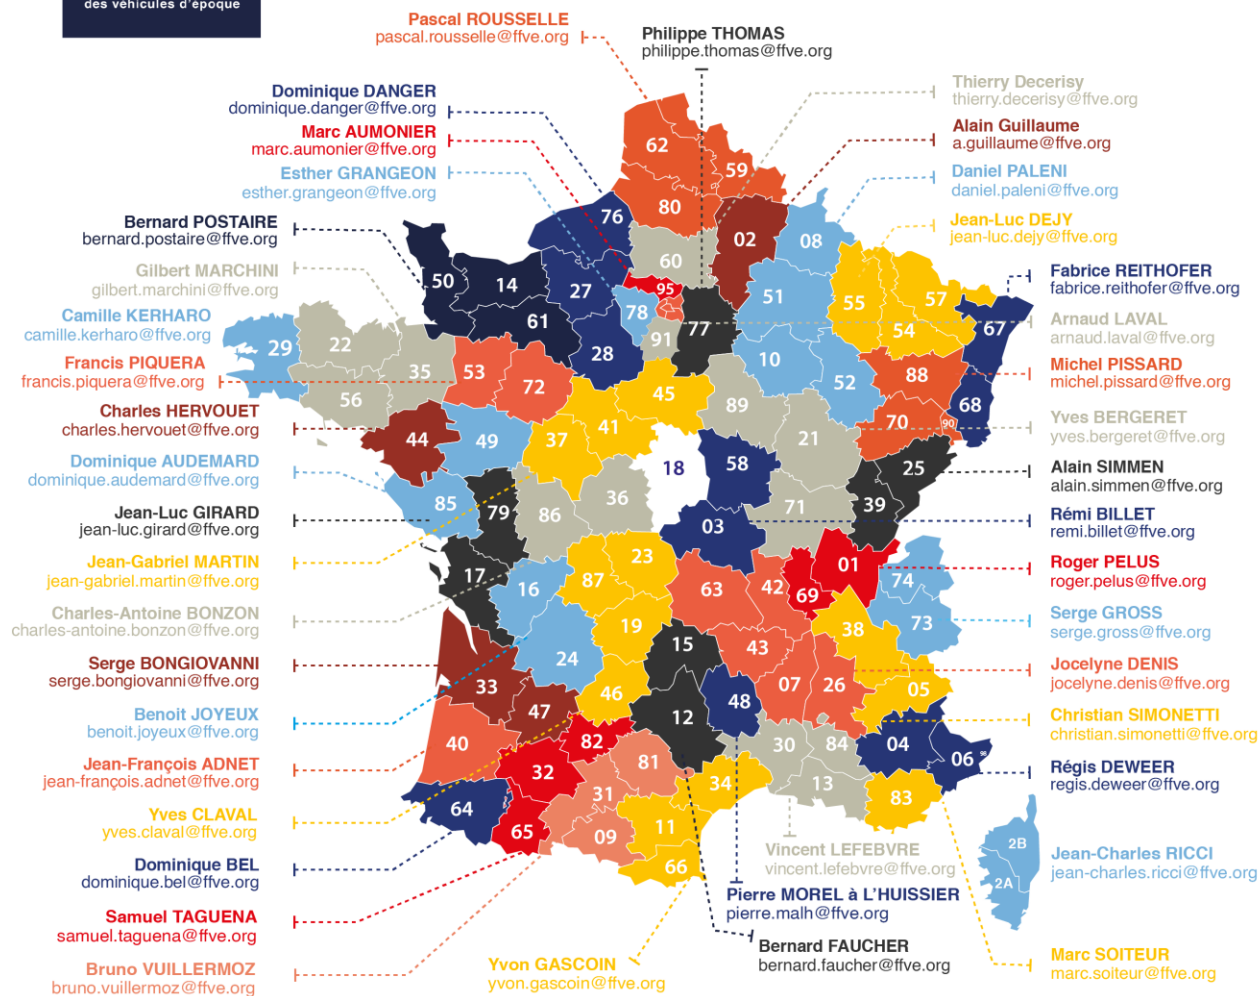 des véhicules d'époque
Pascal ROUSSELLE
pascal.rousselle@ffve.org
Philippe THOMAS
philippe.thomas@ffve.org
Dominique DANGER
dominique.danger@ffve.org
Marc AUMONIER
marc.aumonier@ffve.org
Esther GRANGEON
esther.grangeon@ffve.org
Bernard POSTAIRE
bernard.postaire@ffve.org
Gilbert MARCHINI
gilbert.marchini@ffve.org
Camille KERHARO
camille.kerharo@ffve.org
Francis PIQUERA
francis.piquera@ffve.org
Charles HERVOUET
charles.hervouet@ffve.org
Dominique AUDEMARD
dominique.audemard@ffve.org
Jean-Luc GIRARD
jean-luc.girard@ffve.org
Jean-Gabriel MARTIN
jean-gabriel.martin@ffve.org
Charles-Antoine BONZON
charles-antoine.bonzon@ffve.org
Serge BONGIOVANNI
serge.bongiovanni@ffve.org
Benoit JOYEUX
benoit.joyeux@ffve.org
Jean-François ADNET
jean-françois.adnet@ffve.org
Yves CLAVAL
yves.claval@ffve.org
Dominique BEL
dominique.bel@ffve.org
Samuel TAGUENA
samuel.taguena@ffve.org
Bruno VUILLERMOZ
bruno.vuillermoz@ffve.org
62
59
80
76
02
08
60
50
14
27
95
51
55
57
78
61
77
54
67
29
22
91
28
10
35
53
72
52
88
68
56
45
89
70
90
41
21
44
49
37
25
18
58
36
85
79
86
71
39
03
23
01
17
87
74
16
63
42
69
19
38
73
15
24
43
33
07
26
05
46
48
47
12
40
82
30
84
04
06
98
32
81
34
13
83
31
64
11
65
09
66
2B
2A
Thierry Decerisy
thierry.decerisy@ffve.org
Alain Guillaume
a.guillaume@ffve.org
Daniel PALENI
daniel.paleni@ffve.org
Jean-Luc DEJY
jean-luc.dejy@ffve.org
Fabrice REITHOFER
fabrice.reithofer@ffve.org
Arnaud LAVAL
arnaud.laval@ffve.org
Michel PISSARD
michel.pissard@ffve.org
Yves BERGERET
yves.bergeret@ffve.org
Alain SIMMEN
alain.simmen@ffve.org
Rémi BILLET
remi.billet@ffve.org
Roger PELUS
roger.pelus@ffve.org
Serge GROSS
serge.gross@ffve.org
Jocelyne DENIS
jocelyne.denis@ffve.org
Christian SIMONETTI
christian.simonetti@ffve.org
Régis DEWEER
regis.deweer@ffve.org
Jean-Charles RICCI
jean-charles.ricci@ffve.org
Marc SOITEUR
marc.soiteur@ffve.org
Vincent LEFEBVRE
vincent.lefebvre@ffve.org
Pierre MOREL à L'HUISSIER
pierre.malh@ffve.org
Bernard FAUCHER
bernard.faucher@ffve.org
Yvon GASCOIN
yvon.gascoin@ffve.org